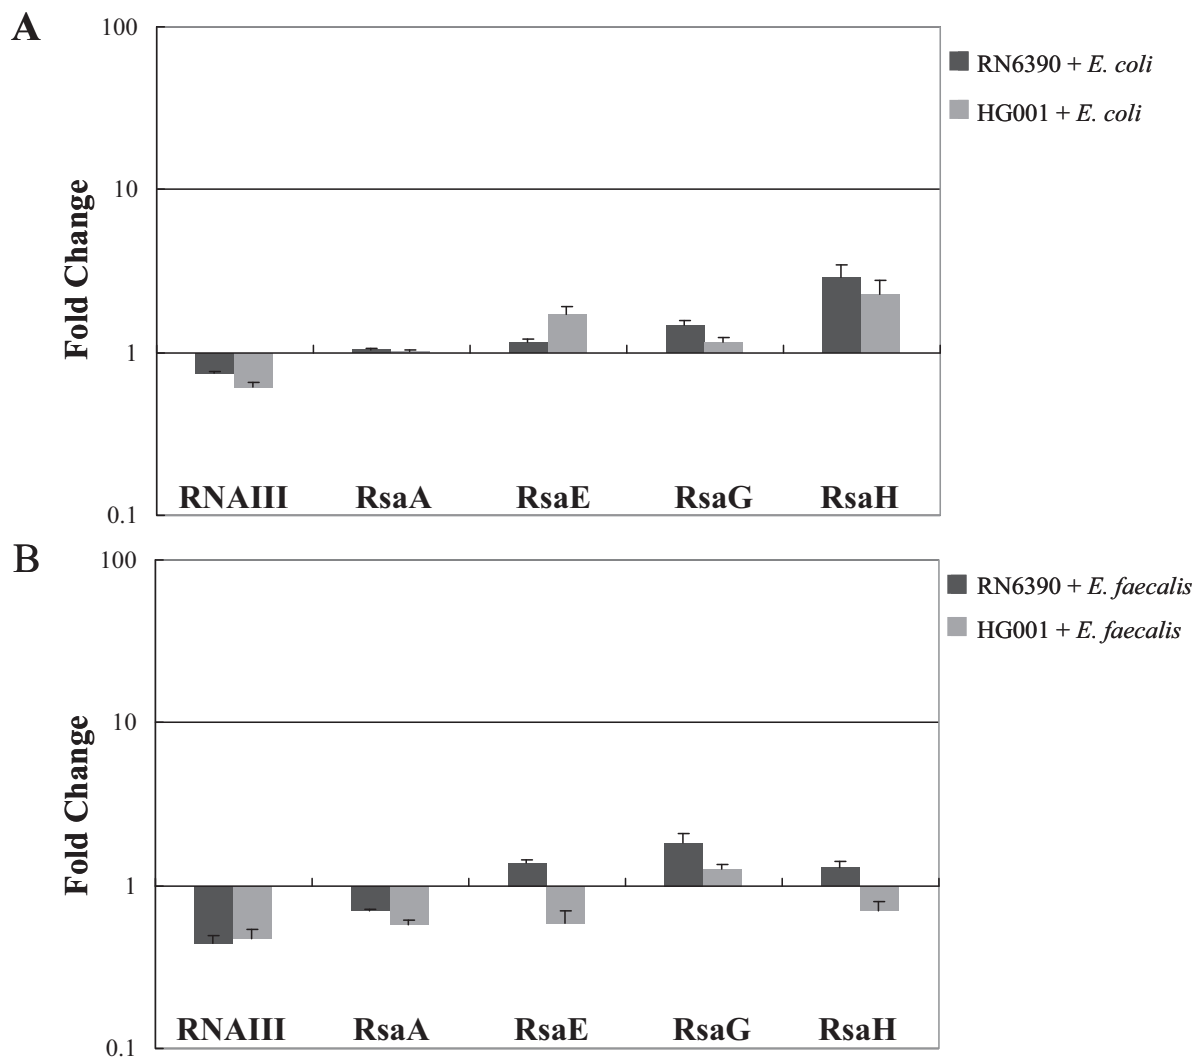 A
100
10
1
0.1
Fold Change
RNAIII RsaA RsaE RsaG RsaH
RN6390 + E. coli
HG001 + E. coli
B
100
10
1
0.1
Fold Change
RNAIII RsaA RsaE RsaG RsaH
RN6390 + E. faecalis
HG001 + E. faecalis